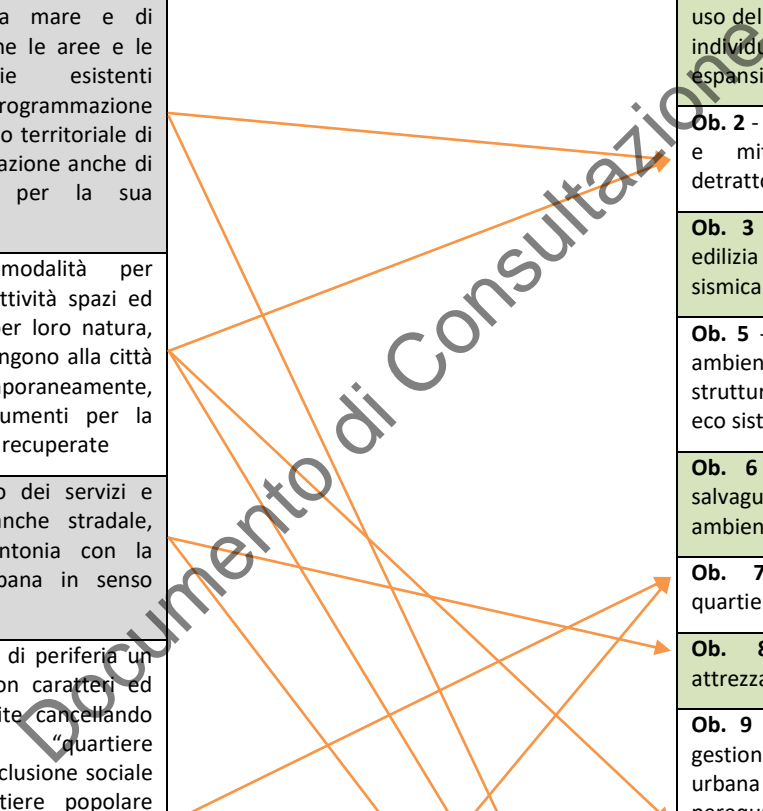 a mare e di
ne le aree e le
ie esistenti
rogrammazione
o territoriale di
azione anche di
per la sua
modalità per
ttività spazi ed
er loro natura,
ngono alla città
mporaneamente,
umenti per la
recuperate
o dei servizi e
anche stradale,
ntonia con la
bana in senso
di periferia un
on caratteri ed
ite cancellando
"quartiere
clusione sociale
tiere popolare
Documento di Consultazione
uso del
individu
espansi
Ob. 2 -
e mit
detratto
Ob. 3
edilizia
sismica
Ob. 5 -
ambien
struttur
eco sist
Ob. 6
salvagu
ambien
Ob. 7
quartie
Ob. 8
attrezza
Ob. 9
gestion
urbana